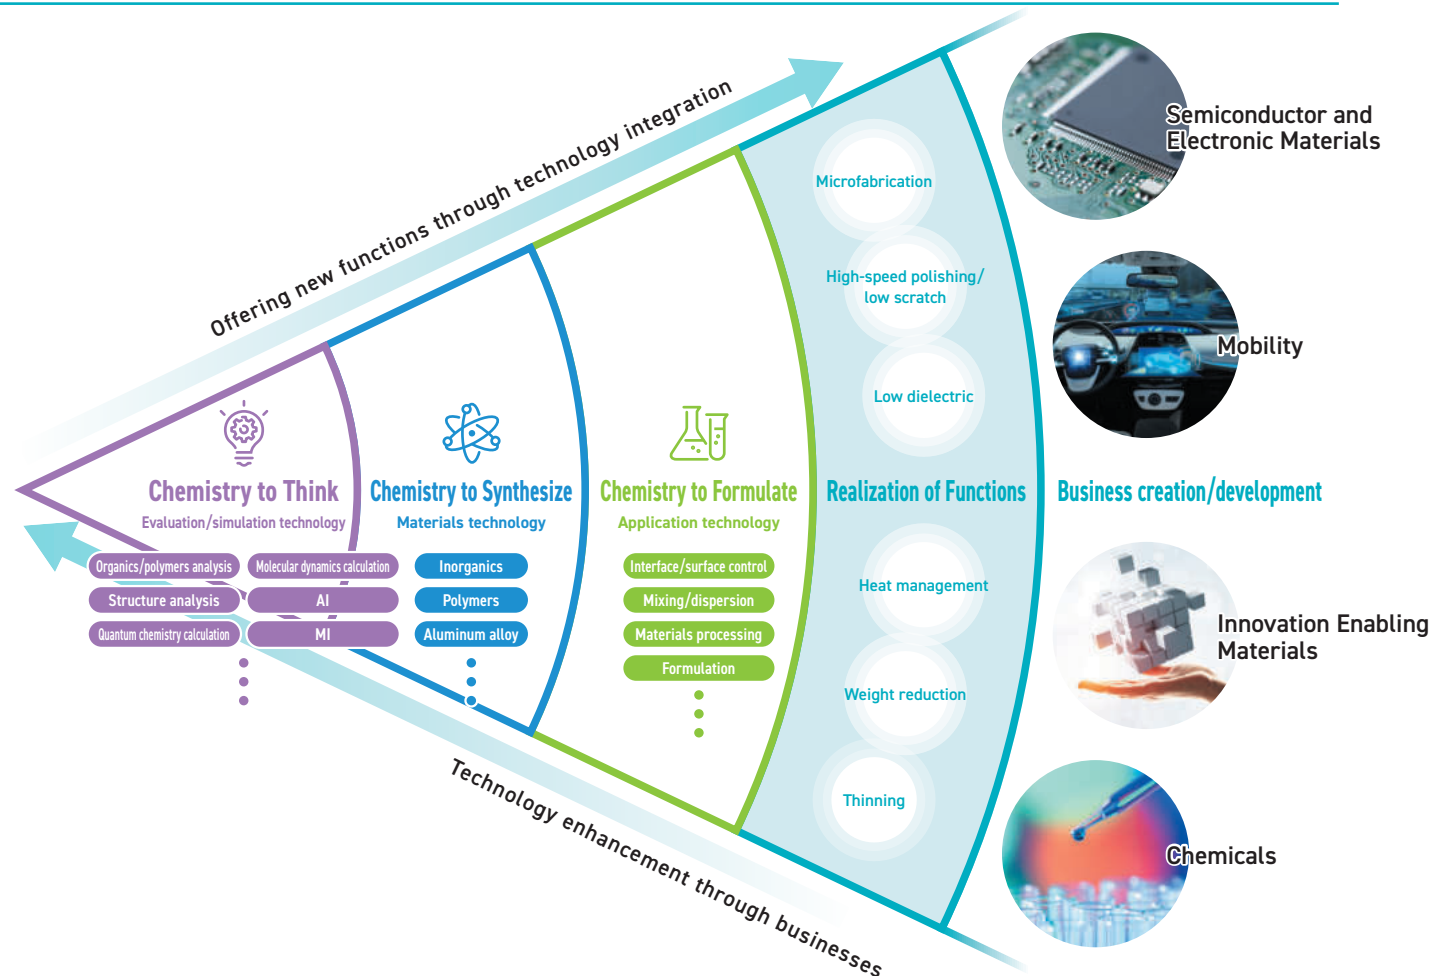 Offering new functions through technology integration
Chemistry to Think
Evaluation/simulation technology
Organics/polymers analysis
Structure analysis
Quantum chemistry calculation
Molecular dynamics calculation
AI
MI
Chemistry to Synthesize
Materials technology
Inorganics
Polymers
Aluminum alloy
Chemistry to Formulate
Application technology
Interface/surface control
Mixing/dispersion
Materials processing
Formulation
Realization of Functions
Microfabrication
High-speed polishing/
low scratch
Low dielectric
Heat management
Weight reduction
Thinning
Business creation/development
Semiconductor and
Electronic Materials
Mobility
Innovation Enabling
Materials
Chemicals
Technology enhancement through businesses